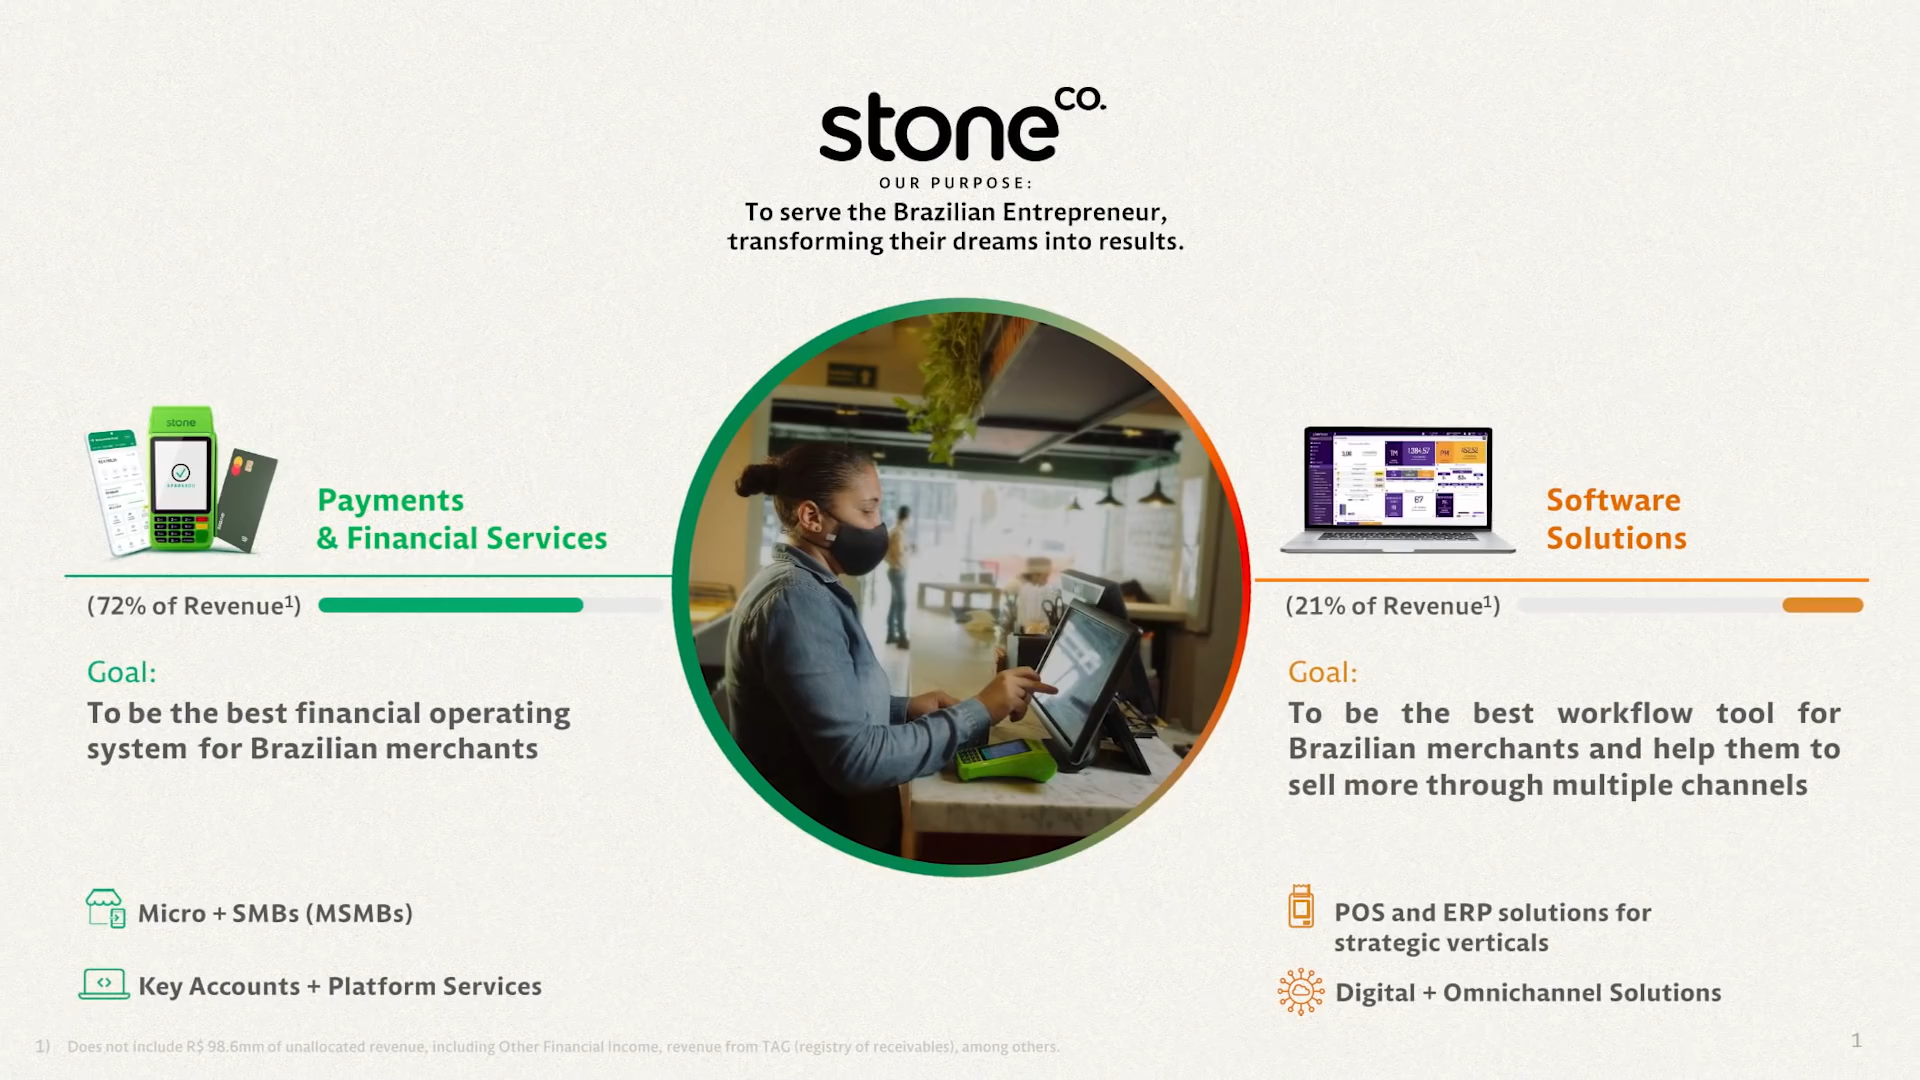 stone co.
OUR PURPOSE:
To serve the Brazilian Entrepreneur,
transforming their dreams into results.
stone
Payments
& Financial Services
(72% of Revenue¹)
Goal:
To be the best financial operating
system for Brazilian merchants
Micro + SMBs (MSMBs)
Key Accounts + Platform Services
Software
Solutions
(21% of Revenue¹)
Goal:
To be the best workflow tool for
Brazilian merchants and help them to
sell more through multiple channels
POS and ERP solutions for
strategic verticals
Digital + Omnichannel Solutions
1) Does not include R$ 98.6mm of unallocated revenue, including Other Financial Income, revenue from TAG (registry of receivables), among others.
1